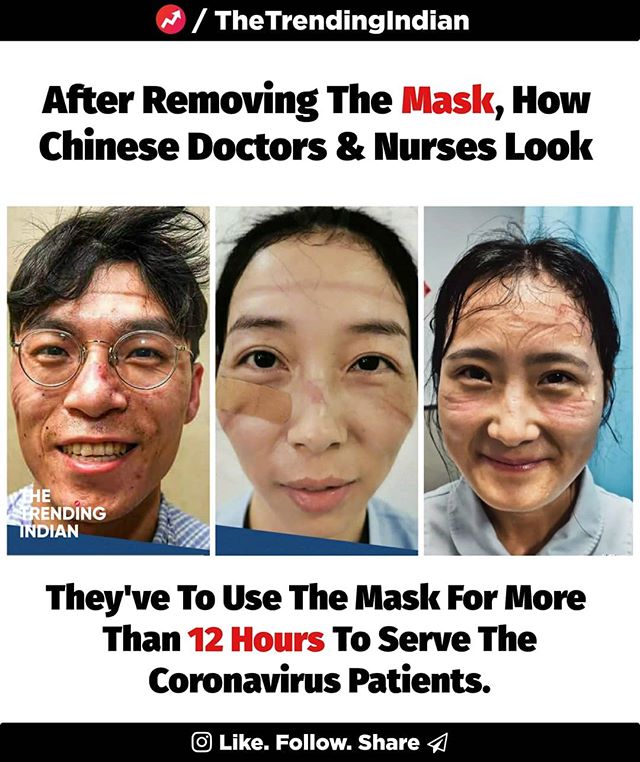 / TheTrendingIndian
After Removing The Mask, How
Chinese Doctors & Nurses Look
THE
TRENDING
INDIAN
They've To Use The Mask For More
Than 12 Hours To Serve The
Coronavirus Patients.
Like. Follow. Share